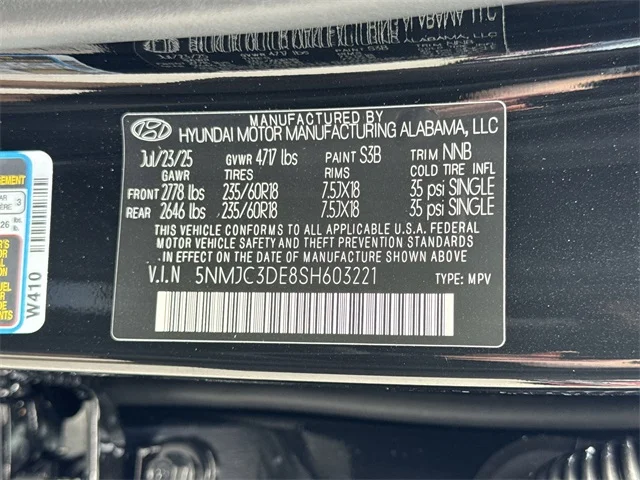 MANUFACTURED BY
HYUNDAI MOTOR MANUFACTURING ALABAMA, LLC
Jul/23/25 GVWR 4717 lbs PAINT S3B TRIM NNB
GAWR TIRES RIMS COLD TIRE INFL
FRONT 2778 lbs 235/60R18 7.5JX18 35 psi SINGLE
REAR 2646 lbs 235/60R18 7.5JX18 35 psi SINGLE
THIS VEHICLE CONFORMS TO ALL APPLICABLE U.S.A. FEDERAL
MOTOR VEHICLE SAFETY AND THEFT PREVENTION STANDARDS
IN EFFECT ON THE DATE OF MANUFACTURE SHOWN ABOVE.
V.I.N 5NMJC3DE8SH603221 TYPE: MPV
W410